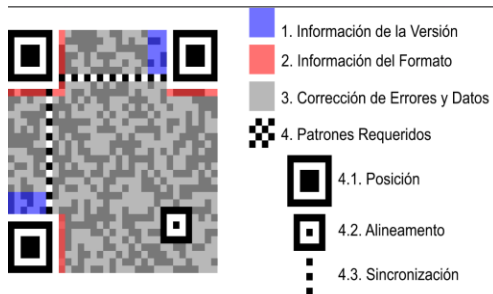 1. Información de la Versión
2. Información del Formato
3. Corrección de Errores y Datos
4. Patrones Requeridos
4.1. Posición
4.2. Alineamento
4.3. Sincronización